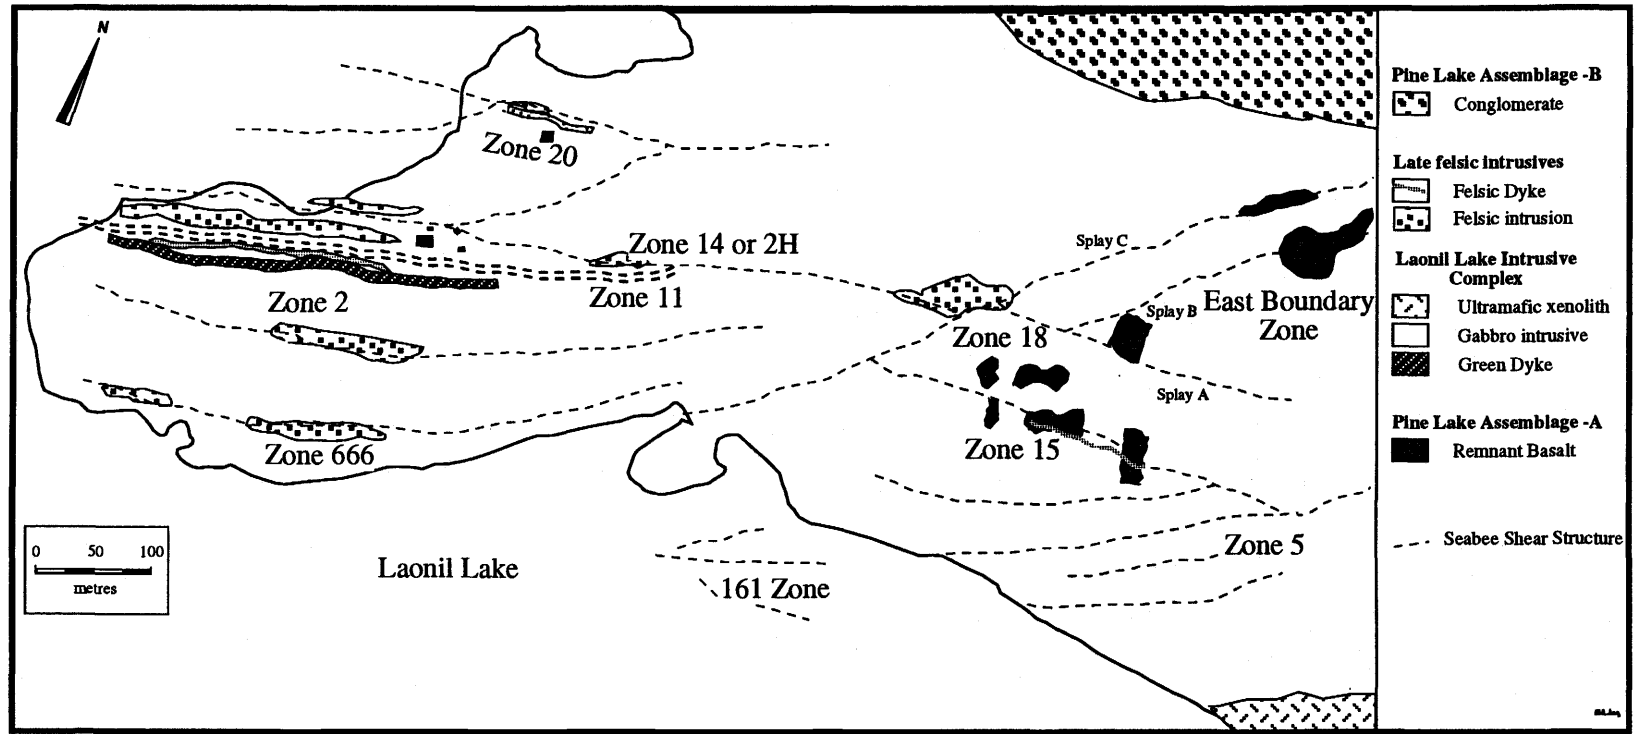 N
Zone 20
Zone 14 or 2H
Zone 2
Zone 11
Splay C
Splay B
East Boundary
Zone
Zone 18
Splay A
Zone 15
Zone 666
Zone 5
161 Zone
Laonil Lake
0 50 100
metres
Pine Lake Assemblage -B
Conglomerate
Late felsic intrusives
Felsic Dyke
Felsic intrusion
Laonil Lake Intrusive
Complex
Ultramafic xenolith
Gabbro intrusive
Green Dyke
Pine Lake Assemblage -A
Remnant Basalt
Seabee Shear Structure